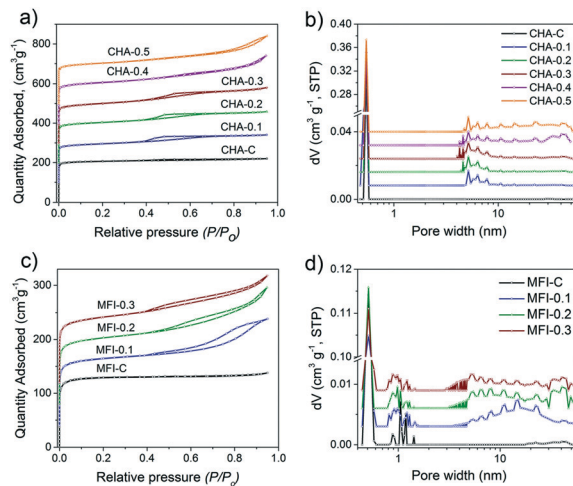 a)
Quantity Adsorbed, (cm³g⁻¹)
800
600
400
200
0
CHA-0.5
CHA-0.4
CHA-0.3
CHA-0.2
CHA-0.1
CHA-C
0.0 0.2 0.4 0.6 0.8 1.0
Relative pressure (P/Po)
b)
dV (cm³ g⁻¹, STP)
0.40
0.36
0.32
0.28
0.04
0.00
CHA-C
CHA-0.1
CHA-0.2
CHA-0.3
CHA-0.4
CHA-0.5
1 10
Pore width (nm)
c)
Quantity Adsorbed (cm³g⁻¹)
300
200
100
0
MFI-0.3
MFI-0.2
MFI-0.1
MFI-C
0.0 0.2 0.4 0.6 0.8 1.0
Relative pressure (P/Po)
d)
dV (cm³ g⁻¹, STP)
0.12
0.11
0.10
0.01
0.00
MFI-C
MFI-0.1
MFI-0.2
MFI-0.3
1 10
Pore width (nm)